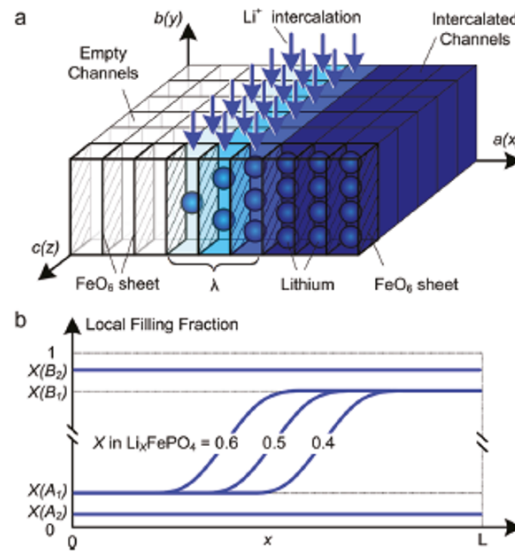 a
b(y)
Li⁺ intercalation
Intercalated
Channels
Empty
Channels
a(x
c(z)
FeO₆ sheet
λ
Lithium
FeO₆ sheet
b
Local Filling Fraction
1
X(B₂)
X(B₁)
X in LiₓFePO₄ = 0.6 0.5 0.4
X(A₁)
X(A₂)
0
0 x L